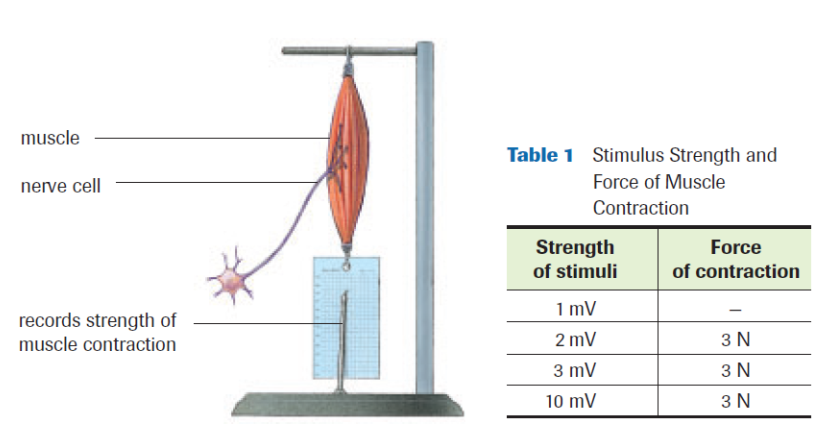 muscle
nerve cell
records strength of
muscle contraction
Table 1 Stimulus Strength and
Force of Muscle
Contraction
Strength of stimuli Force of contraction
1 mV –
2 mV 3 N
3 mV 3 N
10 mV 3 N